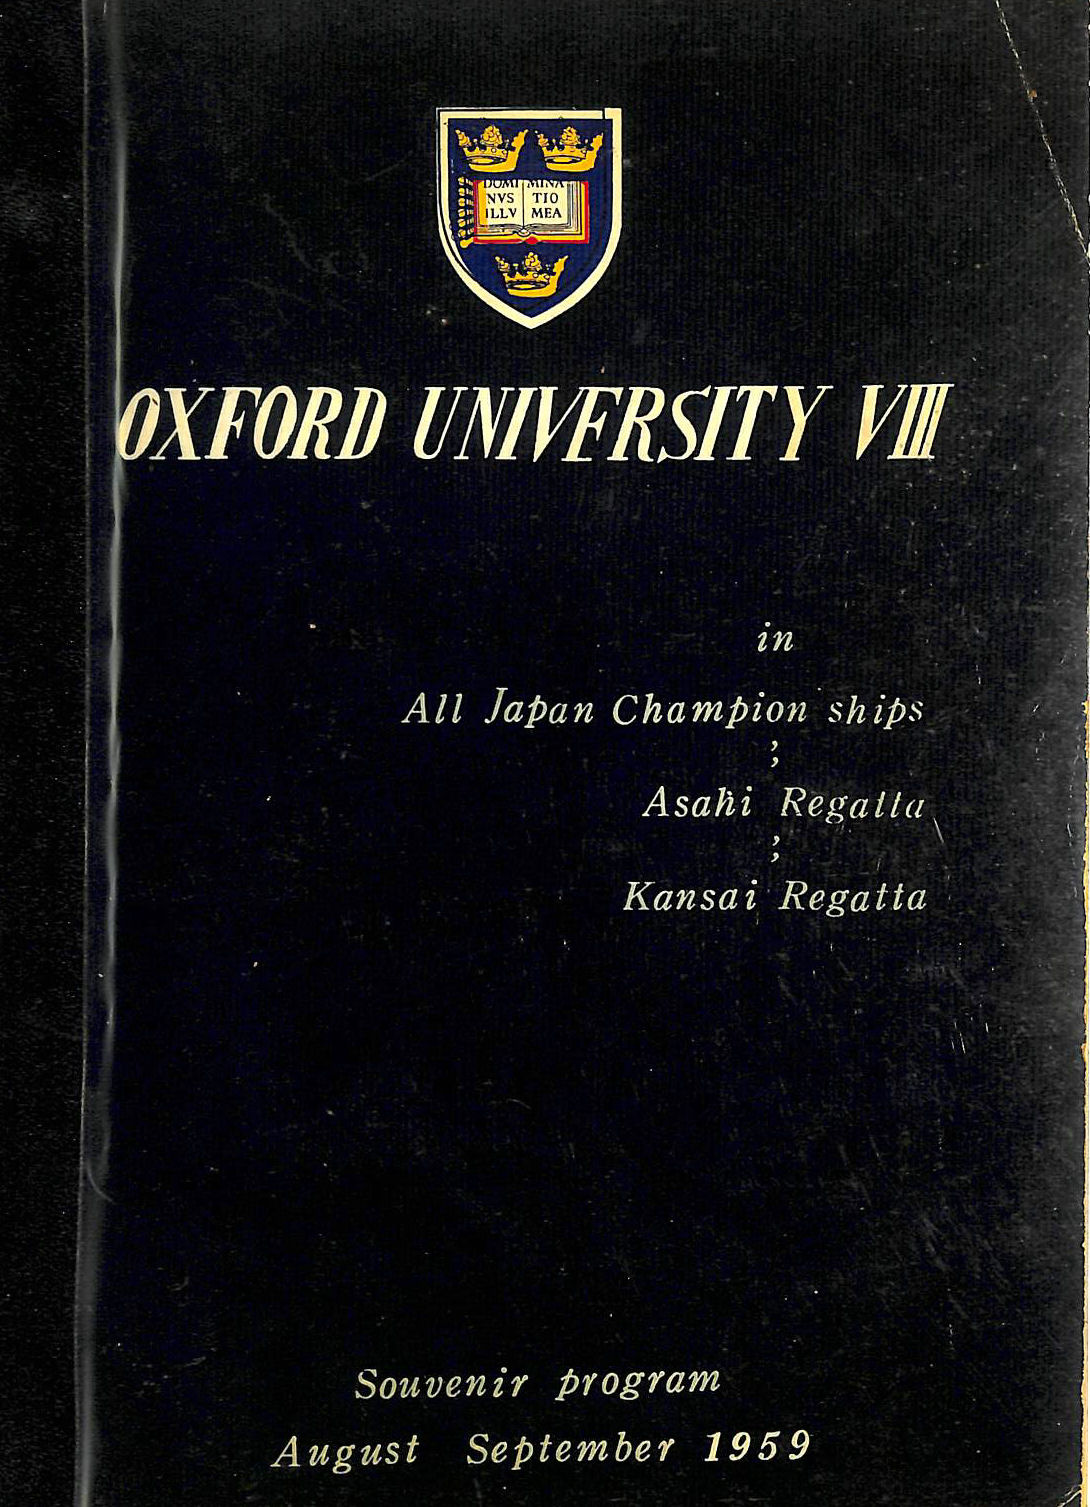 DOMI MINA
NVS TIO
ILLV MEA
OXFORD UNIVERSITY VIII
in
All Japan Champion ships
;
Asahi Regatta
;
Kansai Regatta
Souvenir program
August September 1959